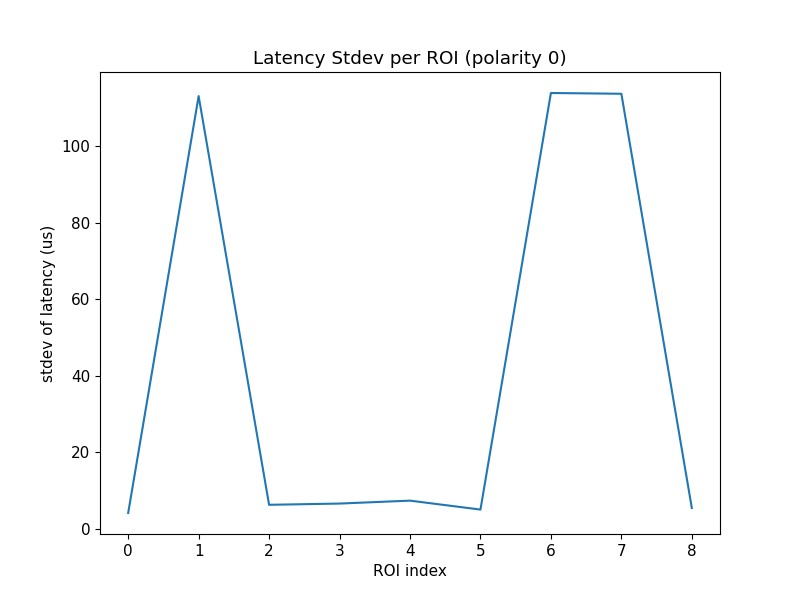 Latency Stdev per ROI (polarity 0)
stdev of latency (us)
100
80
60
40
20
0
0 1 2 3 4 5 6 7 8
ROI index